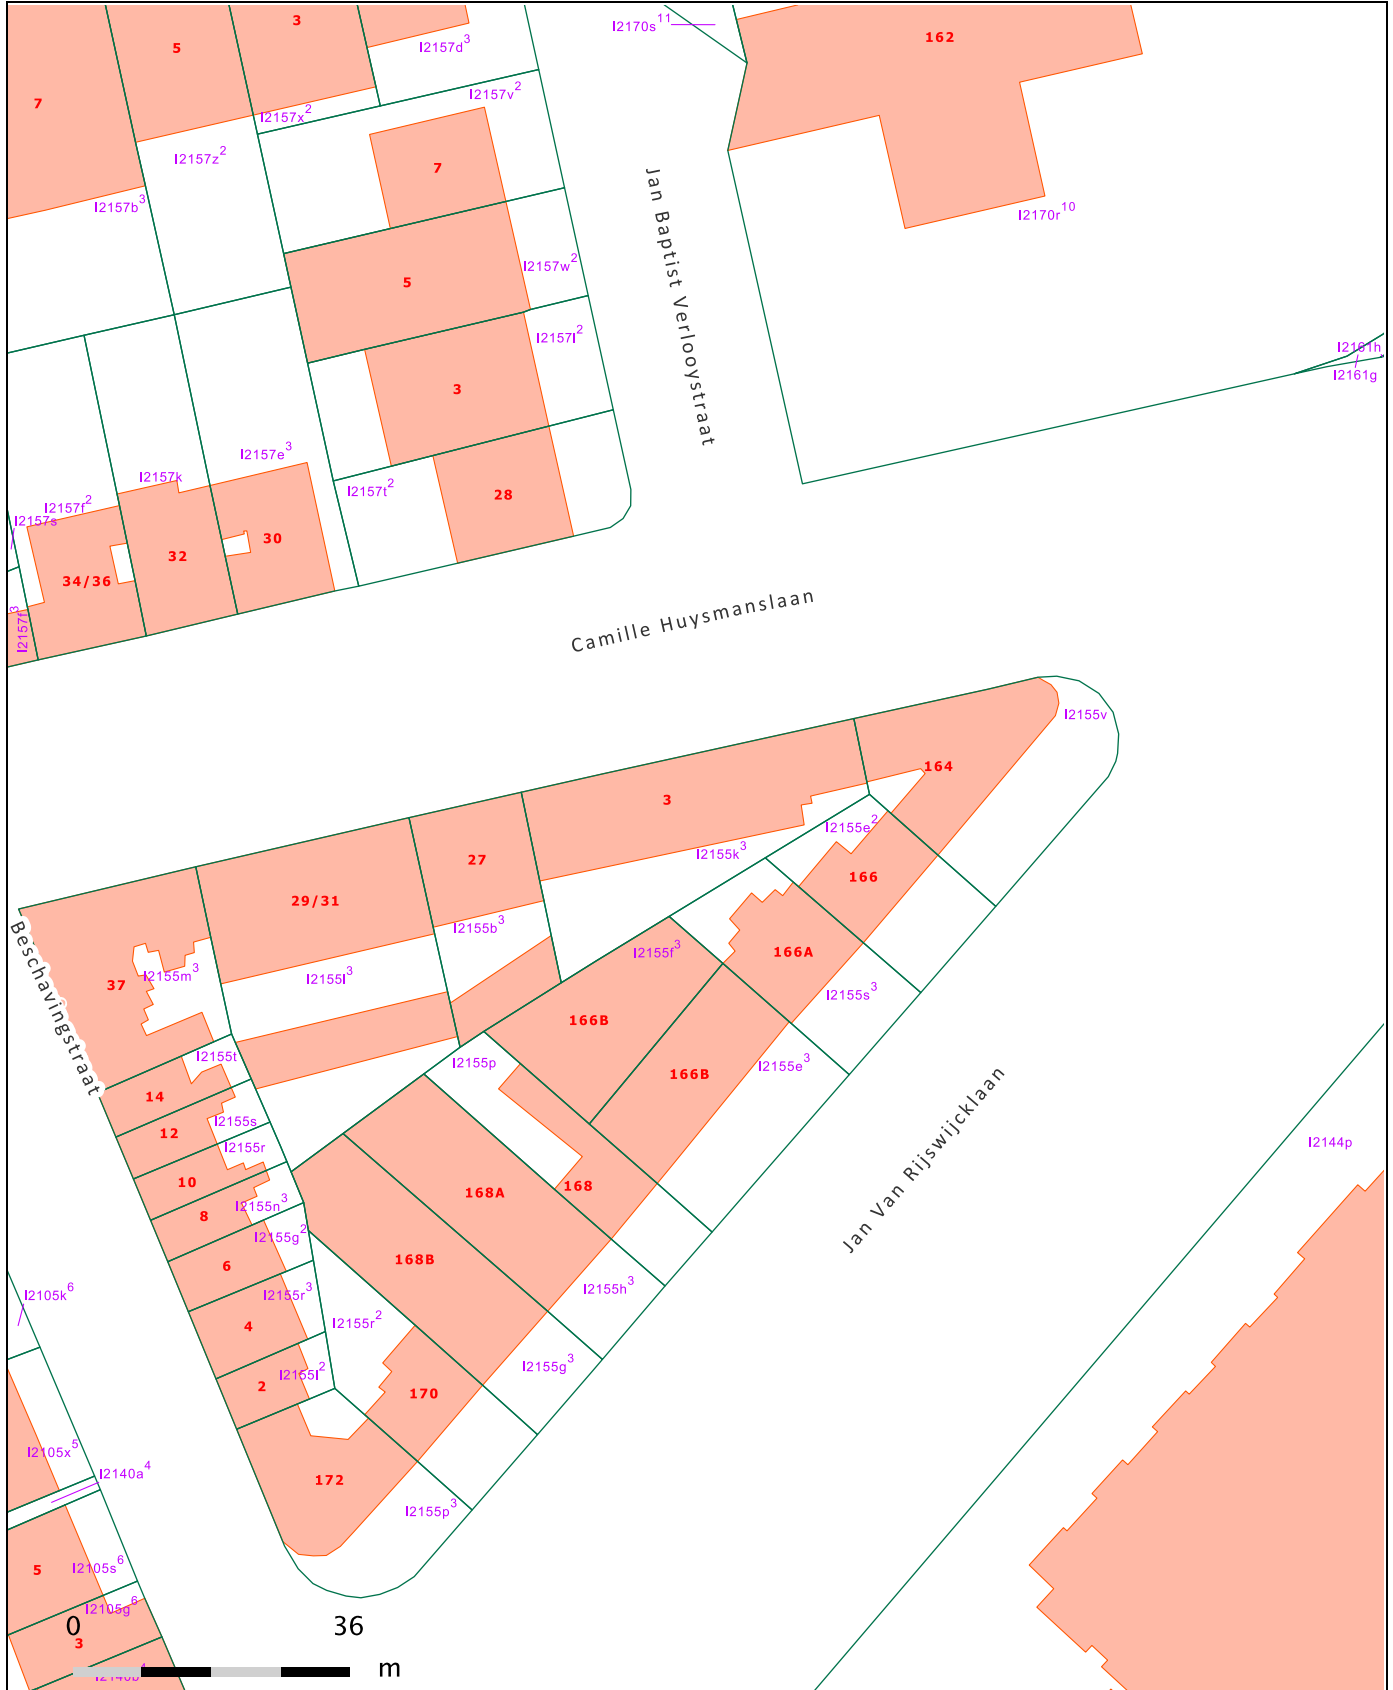 3
5
7
162
I2170s¹¹
I2157d³
I2157v²
I2157x²
I2157z²
7
I2157b³
I2170r¹⁰
Jan Baptist Verlooystraat
I2157w²
5
I2157l²
3
I2161h
I2161g
I2157e³
I2157k
I2157t²
28
I2157f²
I2157s
30
32
34/36
I2157f³
Camille Huysmanslaan
I2155v
164
3
I2155e²
I2155k³
27
166
29/31
I2155b³
I2155f³
166A
Beschavingstraat
37
I2155m³
I2155l³
I2155s³
166B
I2155t
I2155p
I2155e³
166B
14
I2155s
12
I2155r
Jan Van Rijswijcklaan
I2144p
10
168A
168
I2155n³
8
I2155g²
168B
6
I2155h³
I2105k⁶
I2155r³
I2155r²
4
I2155g³
I2155l²
2
170
I2105x⁵
I2140a⁴
172
I2155p³
5
I2105s⁶
I2105g⁶
0
36
3
m